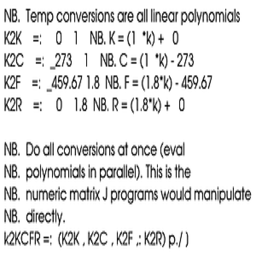 NB. Temp conversions are all linear polynomials
K2K =: 0 1 NB. K = (1 *k) + 0
K2C =: _273 1 NB. C = (1 *k) - 273
K2F =: _459.67 1.8 NB. F = (1.8*k) - 459.67
K2R =: 0 1.8 NB. R = (1.8*k) + 0
NB. Do all conversions at once (eval
NB. polynomials in parallel). This is the
NB. numeric matrix J programs would manipulate
NB. directly.
k2KCFR =: (K2K , K2C , K2F ,: K2R) p./ )